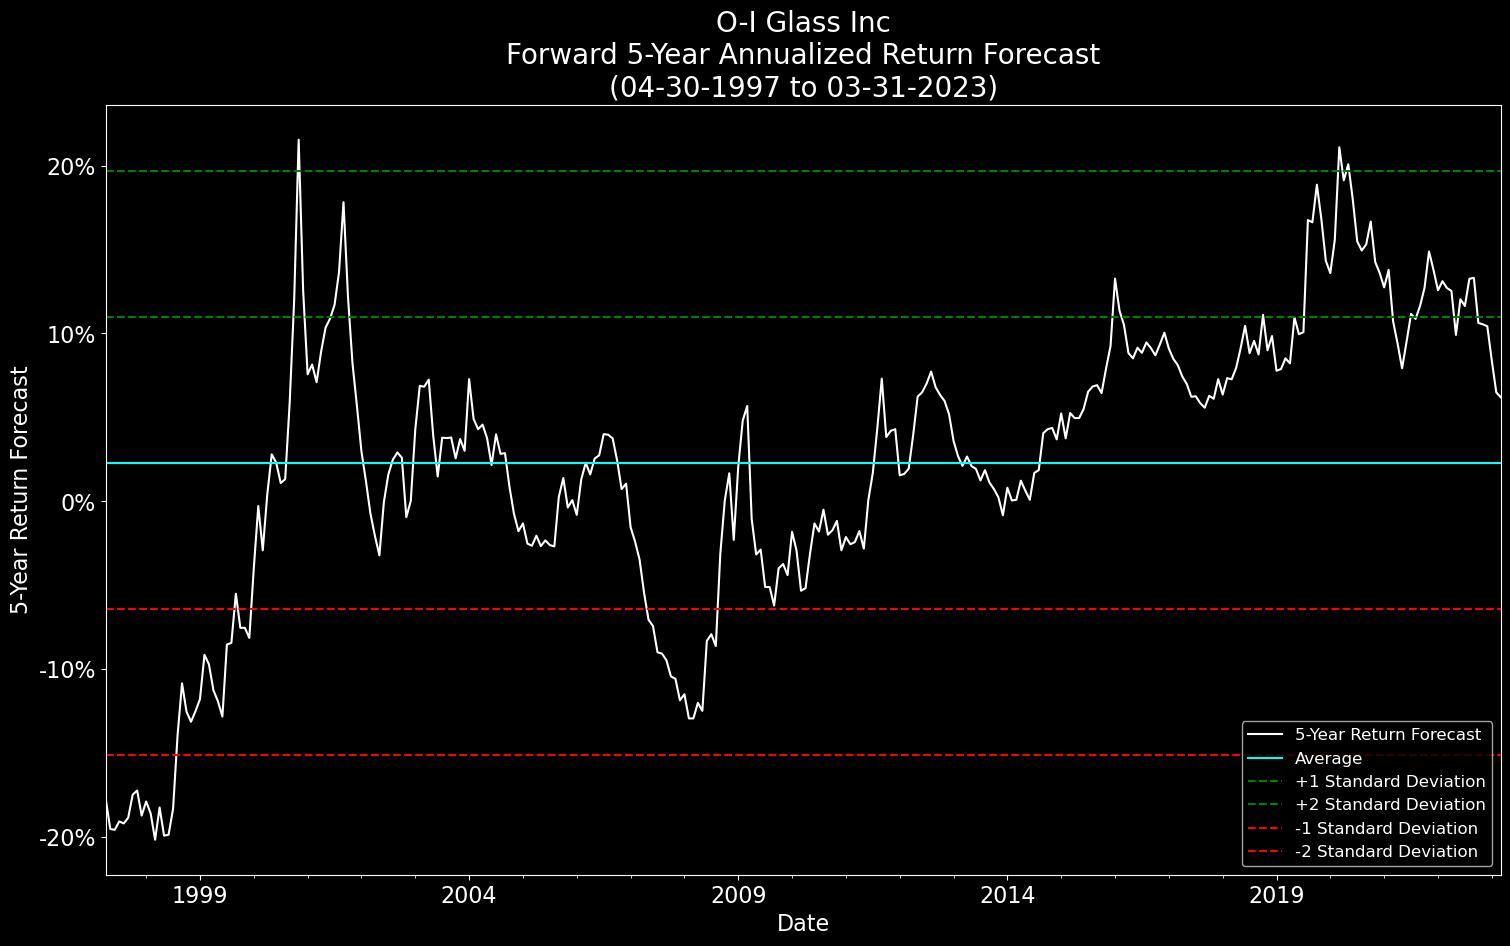 O-I Glass Inc
Forward 5-Year Annualized Return Forecast
(04-30-1997 to 03-31-2023)
5-Year Return Forecast
20%
10%
0%
-10%
-20%
5-Year Return Forecast
Average
+1 Standard Deviation
+2 Standard Deviation
-1 Standard Deviation
-2 Standard Deviation
1999 2004 2009 2014 2019
Date